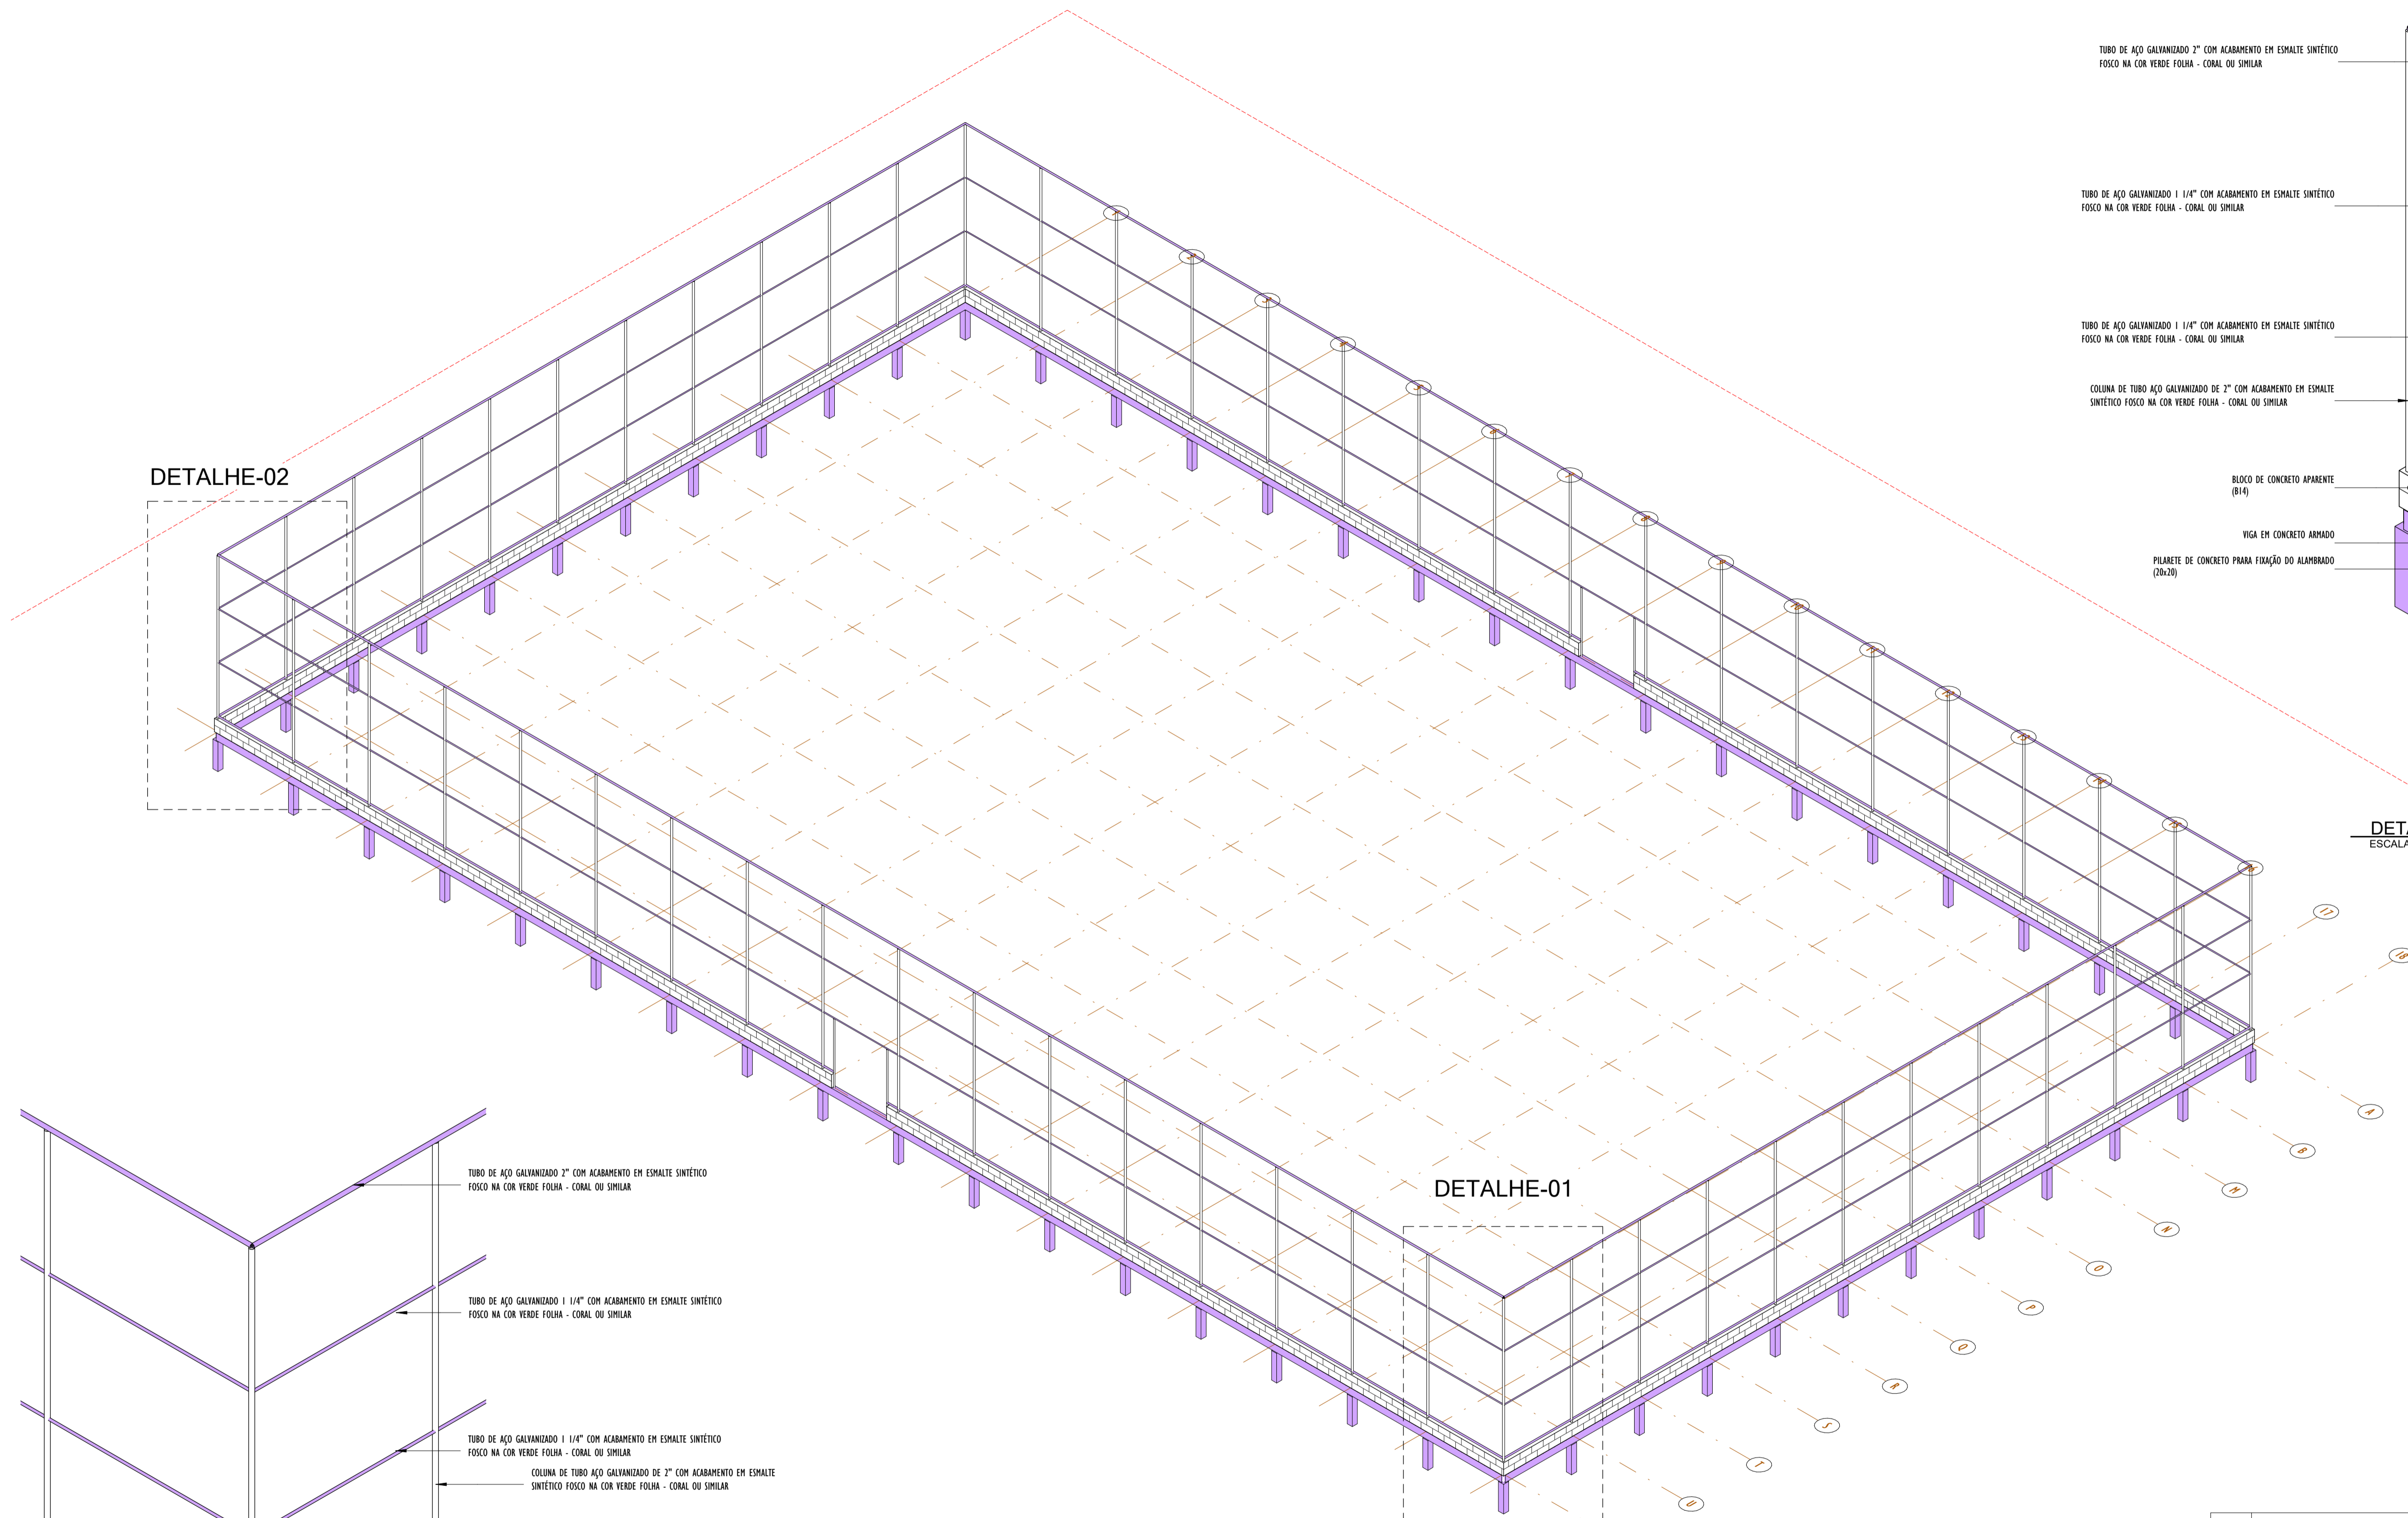 TUBO DE AÇO GALVANIZADO 2" COM ACABAMENTO EM ESMALTE SINTÉTICO
FOSCO NA COR VERDE FOLHA - CORAL OU SIMILAR
TUBO DE AÇO GALVANIZADO 1 1/4" COM ACABAMENTO EM ESMALTE SINTÉTICO
FOSCO NA COR VERDE FOLHA - CORAL OU SIMILAR
TUBO DE AÇO GALVANIZADO 1 1/4" COM ACABAMENTO EM ESMALTE SINTÉTICO
FOSCO NA COR VERDE FOLHA - CORAL OU SIMILAR
COLUNA DE TUBO AÇO GALVANIZADO DE 2" COM ACABAMENTO EM ESMALTE
SINTÉTICO FOSCO NA COR VERDE FOLHA - CORAL OU SIMILAR
BLOCO DE CONCRETO APARENTE
(B14)
VIGA EM CONCRETO ARMADO
PILARETE DE CONCRETO PRARA FIXAÇÃO DO ALAMBRADO
(20x20)
DETALHE-02
ESCALA
17
18
A
B
M
N
O
P
Q
R
S
T
U
DETALHE-01
TUBO DE AÇO GALVANIZADO 2" COM ACABAMENTO EM ESMALTE SINTÉTICO
FOSCO NA COR VERDE FOLHA - CORAL OU SIMILAR
TUBO DE AÇO GALVANIZADO 1 1/4" COM ACABAMENTO EM ESMALTE SINTÉTICO
FOSCO NA COR VERDE FOLHA - CORAL OU SIMILAR
TUBO DE AÇO GALVANIZADO 1 1/4" COM ACABAMENTO EM ESMALTE SINTÉTICO
FOSCO NA COR VERDE FOLHA - CORAL OU SIMILAR
COLUNA DE TUBO AÇO GALVANIZADO DE 2" COM ACABAMENTO EM ESMALTE
SINTÉTICO FOSCO NA COR VERDE FOLHA - CORAL OU SIMILAR